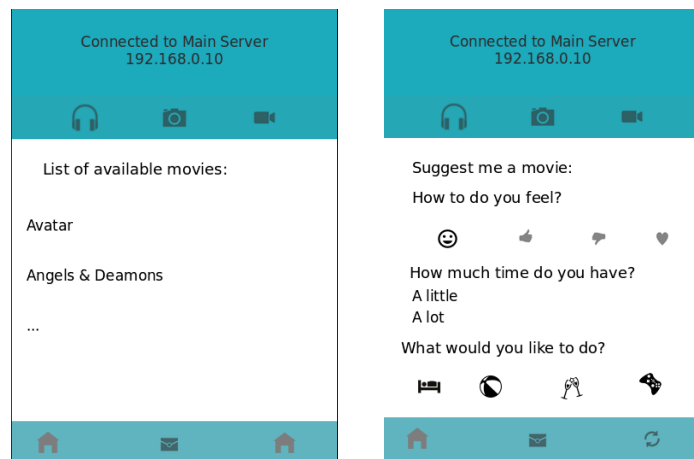 Connected to Main Server
192.168.0.10
List of available movies:
Avatar
Angels & Deamons
...
Connected to Main Server
192.168.0.10
Suggest me a movie:
How to do you feel?
How much time do you have?
A little
A lot
What would you like to do?